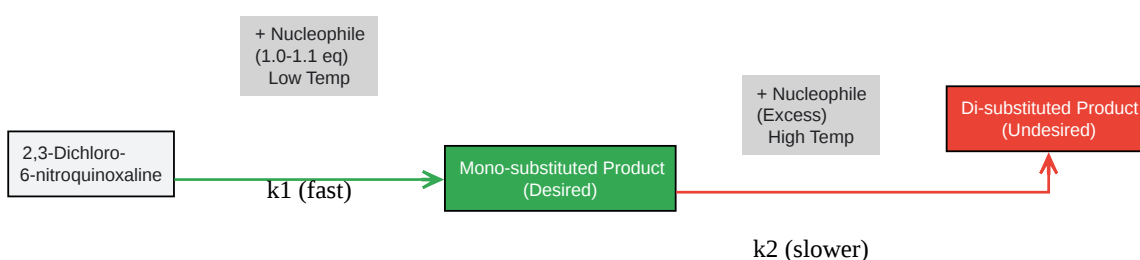 + Nucleophile
(1.0-1.1 eq)
Low Temp
2,3-Dichloro-
6-nitroquinoxaline
k1 (fast)
Mono-substituted Product
(Desired)
+ Nucleophile
(Excess)
High Temp
k2 (slower)
Di-substituted Product
(Undesired)